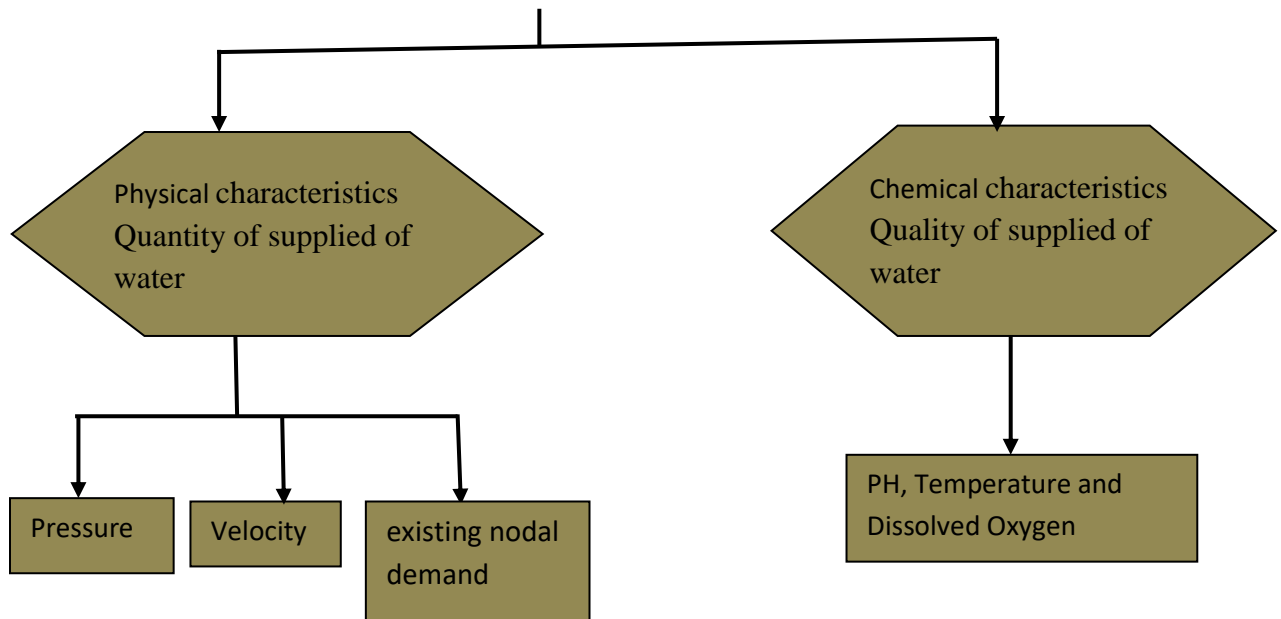 Physical characteristics
Quantity of supplied of
water
Chemical characteristics
Quality of supplied of
water
Pressure
Velocity
existing nodal
demand
PH, Temperature and
Dissolved Oxygen